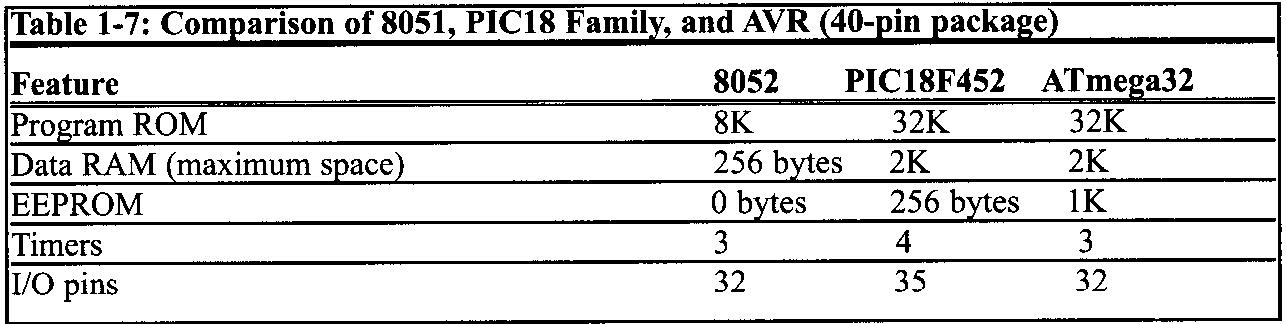 Table 1-7: Comparison of 8051, PIC18 Family, and AVR (40-pin package)
Feature 8052 PIC18F452 ATmega32
Program ROM 8K 32K 32K
Data RAM (maximum space) 256 bytes 2K 2K
EEPROM 0 bytes 256 bytes 1K
Timers 3 4 3
I/O pins 32 35 32